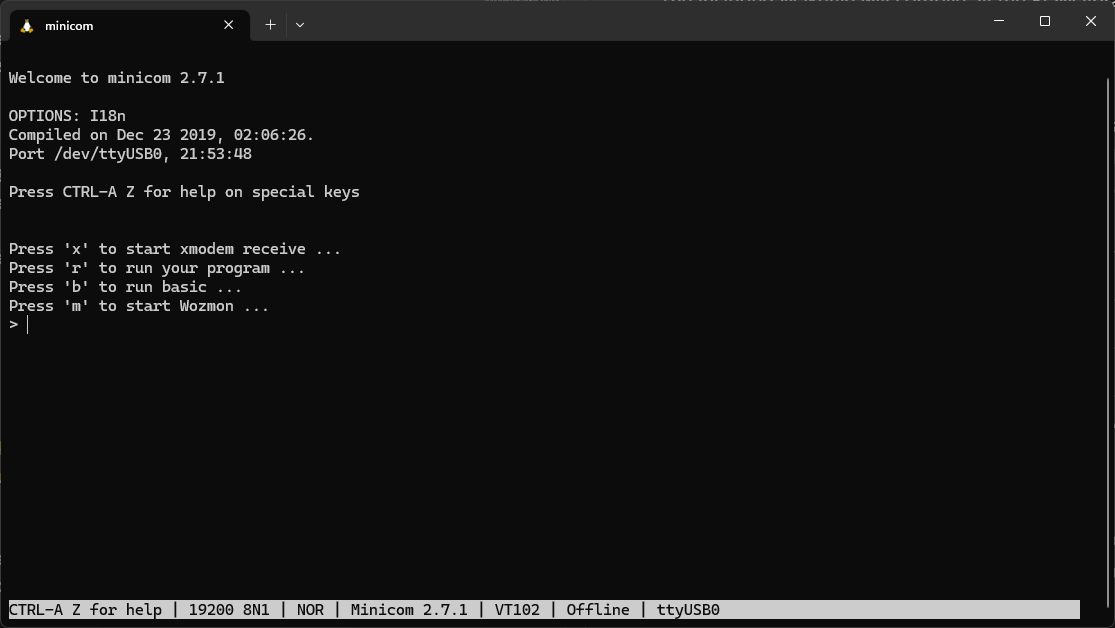 minicom
Welcome to minicom 2.7.1
OPTIONS: I18n
Compiled on Dec 23 2019, 02:06:26.
Port /dev/ttyUSB0, 21:53:48
Press CTRL-A Z for help on special keys
Press 'x' to start xmodem receive ...
Press 'r' to run your program ...
Press 'b' to run basic ...
Press 'm' to start Wozmon ...
>
CTRL-A Z for help | 19200 8N1 | NOR | Minicom 2.7.1 | VT102 | Offline | ttyUSB0